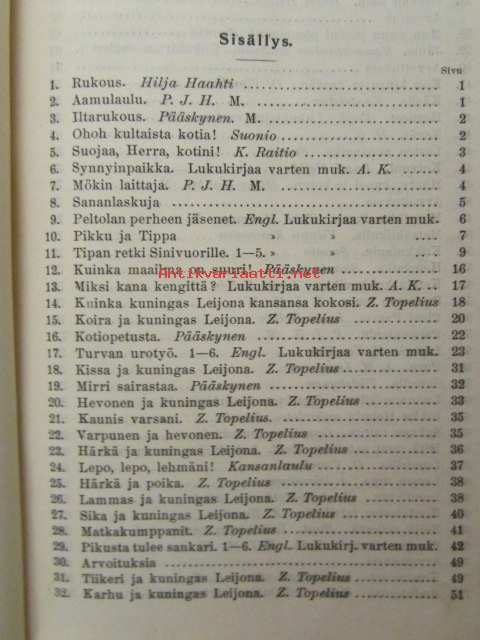 Sisällys.
Sivu
1. Rukous. Hilja Haahti ........ 1
2. Aamulaulu. P. J. H. M. ........ 1
3. Iltarukous. Pääskynen. M. ........ 2
4. Ohoh kultaista kotia! Suonio ........ 2
5. Suojaa, Herra, kotini! K. Raitio ........ 3
6. Synnyinpaikka. Lukukirjaa varten muk. A. K. ........ 4
7. Mökin laittaja. P. J. H. M. ........ 4
8. Sananlaskuja ........ 5
9. Peltolan perheen jäsenet. Engl. Lukukirjaa varten muk. 6
10. Pikku ja Tippa » » 7
11. Tipan retki Sinivuorille. 1—5. » » 9
12. Kuinka maailma on suuri! Pääskynen ........ 16
13. Miksi kana kengittä? Lukukirjaa varten muk. A. K. .. 17
14. Kuinka kuningas Leijona kansansa kokosi. Z. Topelius 18
15. Koira ja kuningas Leijona. Z. Topelius ........ 20
16. Kotiopetusta. Pääskynen ........ 22
17. Turvan urotyö. 1—6. Engl. Lukukirjaa varten muk. 23
18. Kissa ja kuningas Leijona. Z. Topelius ........ 31
19. Mirri sairastaa. Pääskynen ........ 32
20. Hevonen ja kuningas Leijona. Z. Topelius ........ 33
21. Kaunis varsani. Z. Topelius. ........ 35
22. Varpunen ja hevonen. Z. Topelius ........ 35
23. Härkä ja kuningas Leijona. Z. Topelius ........ 36
24. Lepo, lepo, lehmäni! Kansanlaulu ........ 37
25. Härkä ja poika. Z. Topelius ........ 38
26. Lammas ja kuningas Leijona. Z. Topelius ........ 38
27. Sika ja kuningas Leijona. Z. Topelius ........ 40
28. Matkakumppanit. Z. Topelius ........ 41
29. Pikusta tulee sankari. 1—6. Engl. Lukukirj. varten muk. 42
30. Arvoituksia ........ 49
31. Tiikeri ja kuningas Leijona. Z. Topelius ........ 49
32. Karhu ja kuningas Leijona. Z. Topelius ........ 51
Antikvariaatti.net